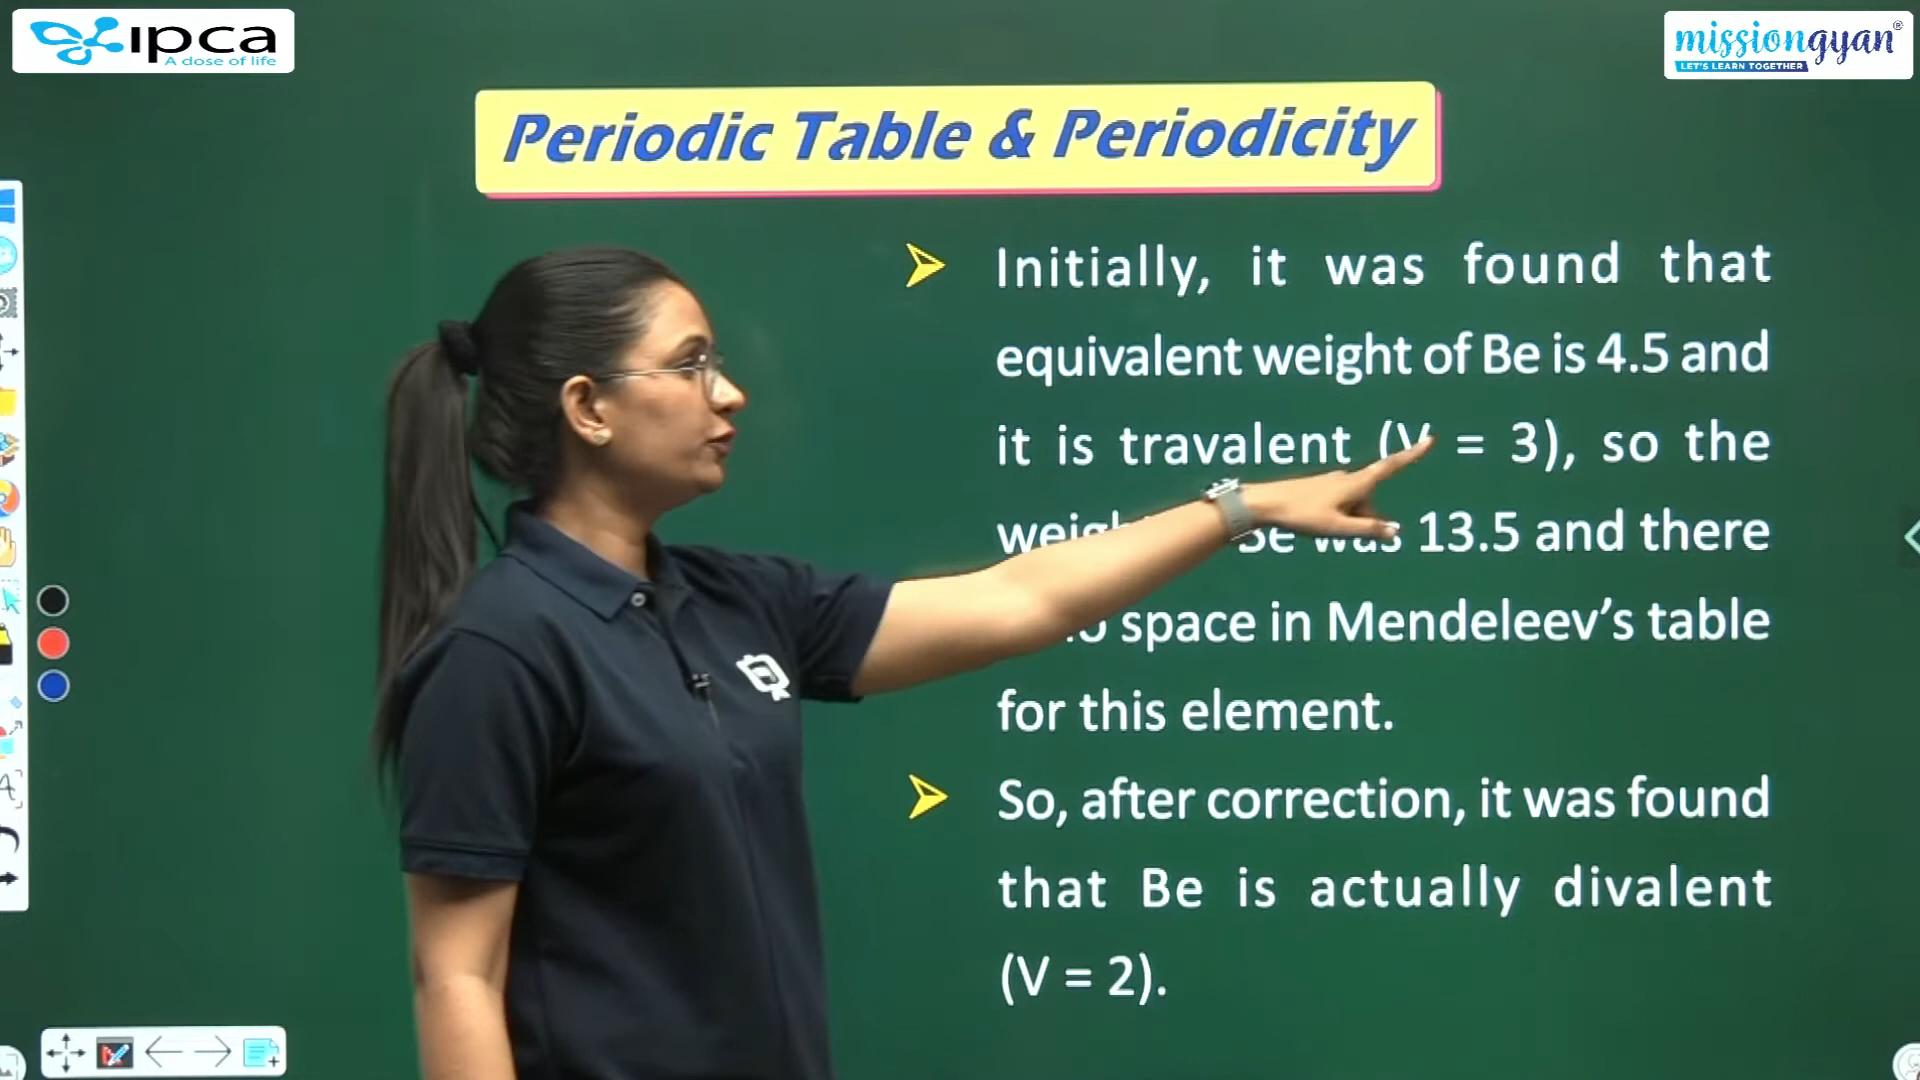 ipca
A dose of life
missiongyan®
LET'S LEARN TOGETHER
Periodic Table & Periodicity
Initially, it was found that
equivalent weight of Be is 4.5 and
it is travalent (V = 3), so the
Be was 13.5 and there
space in Mendeleev’s table
for this element.
So, after correction, it was found
that Be is actually divalent
(V = 2).